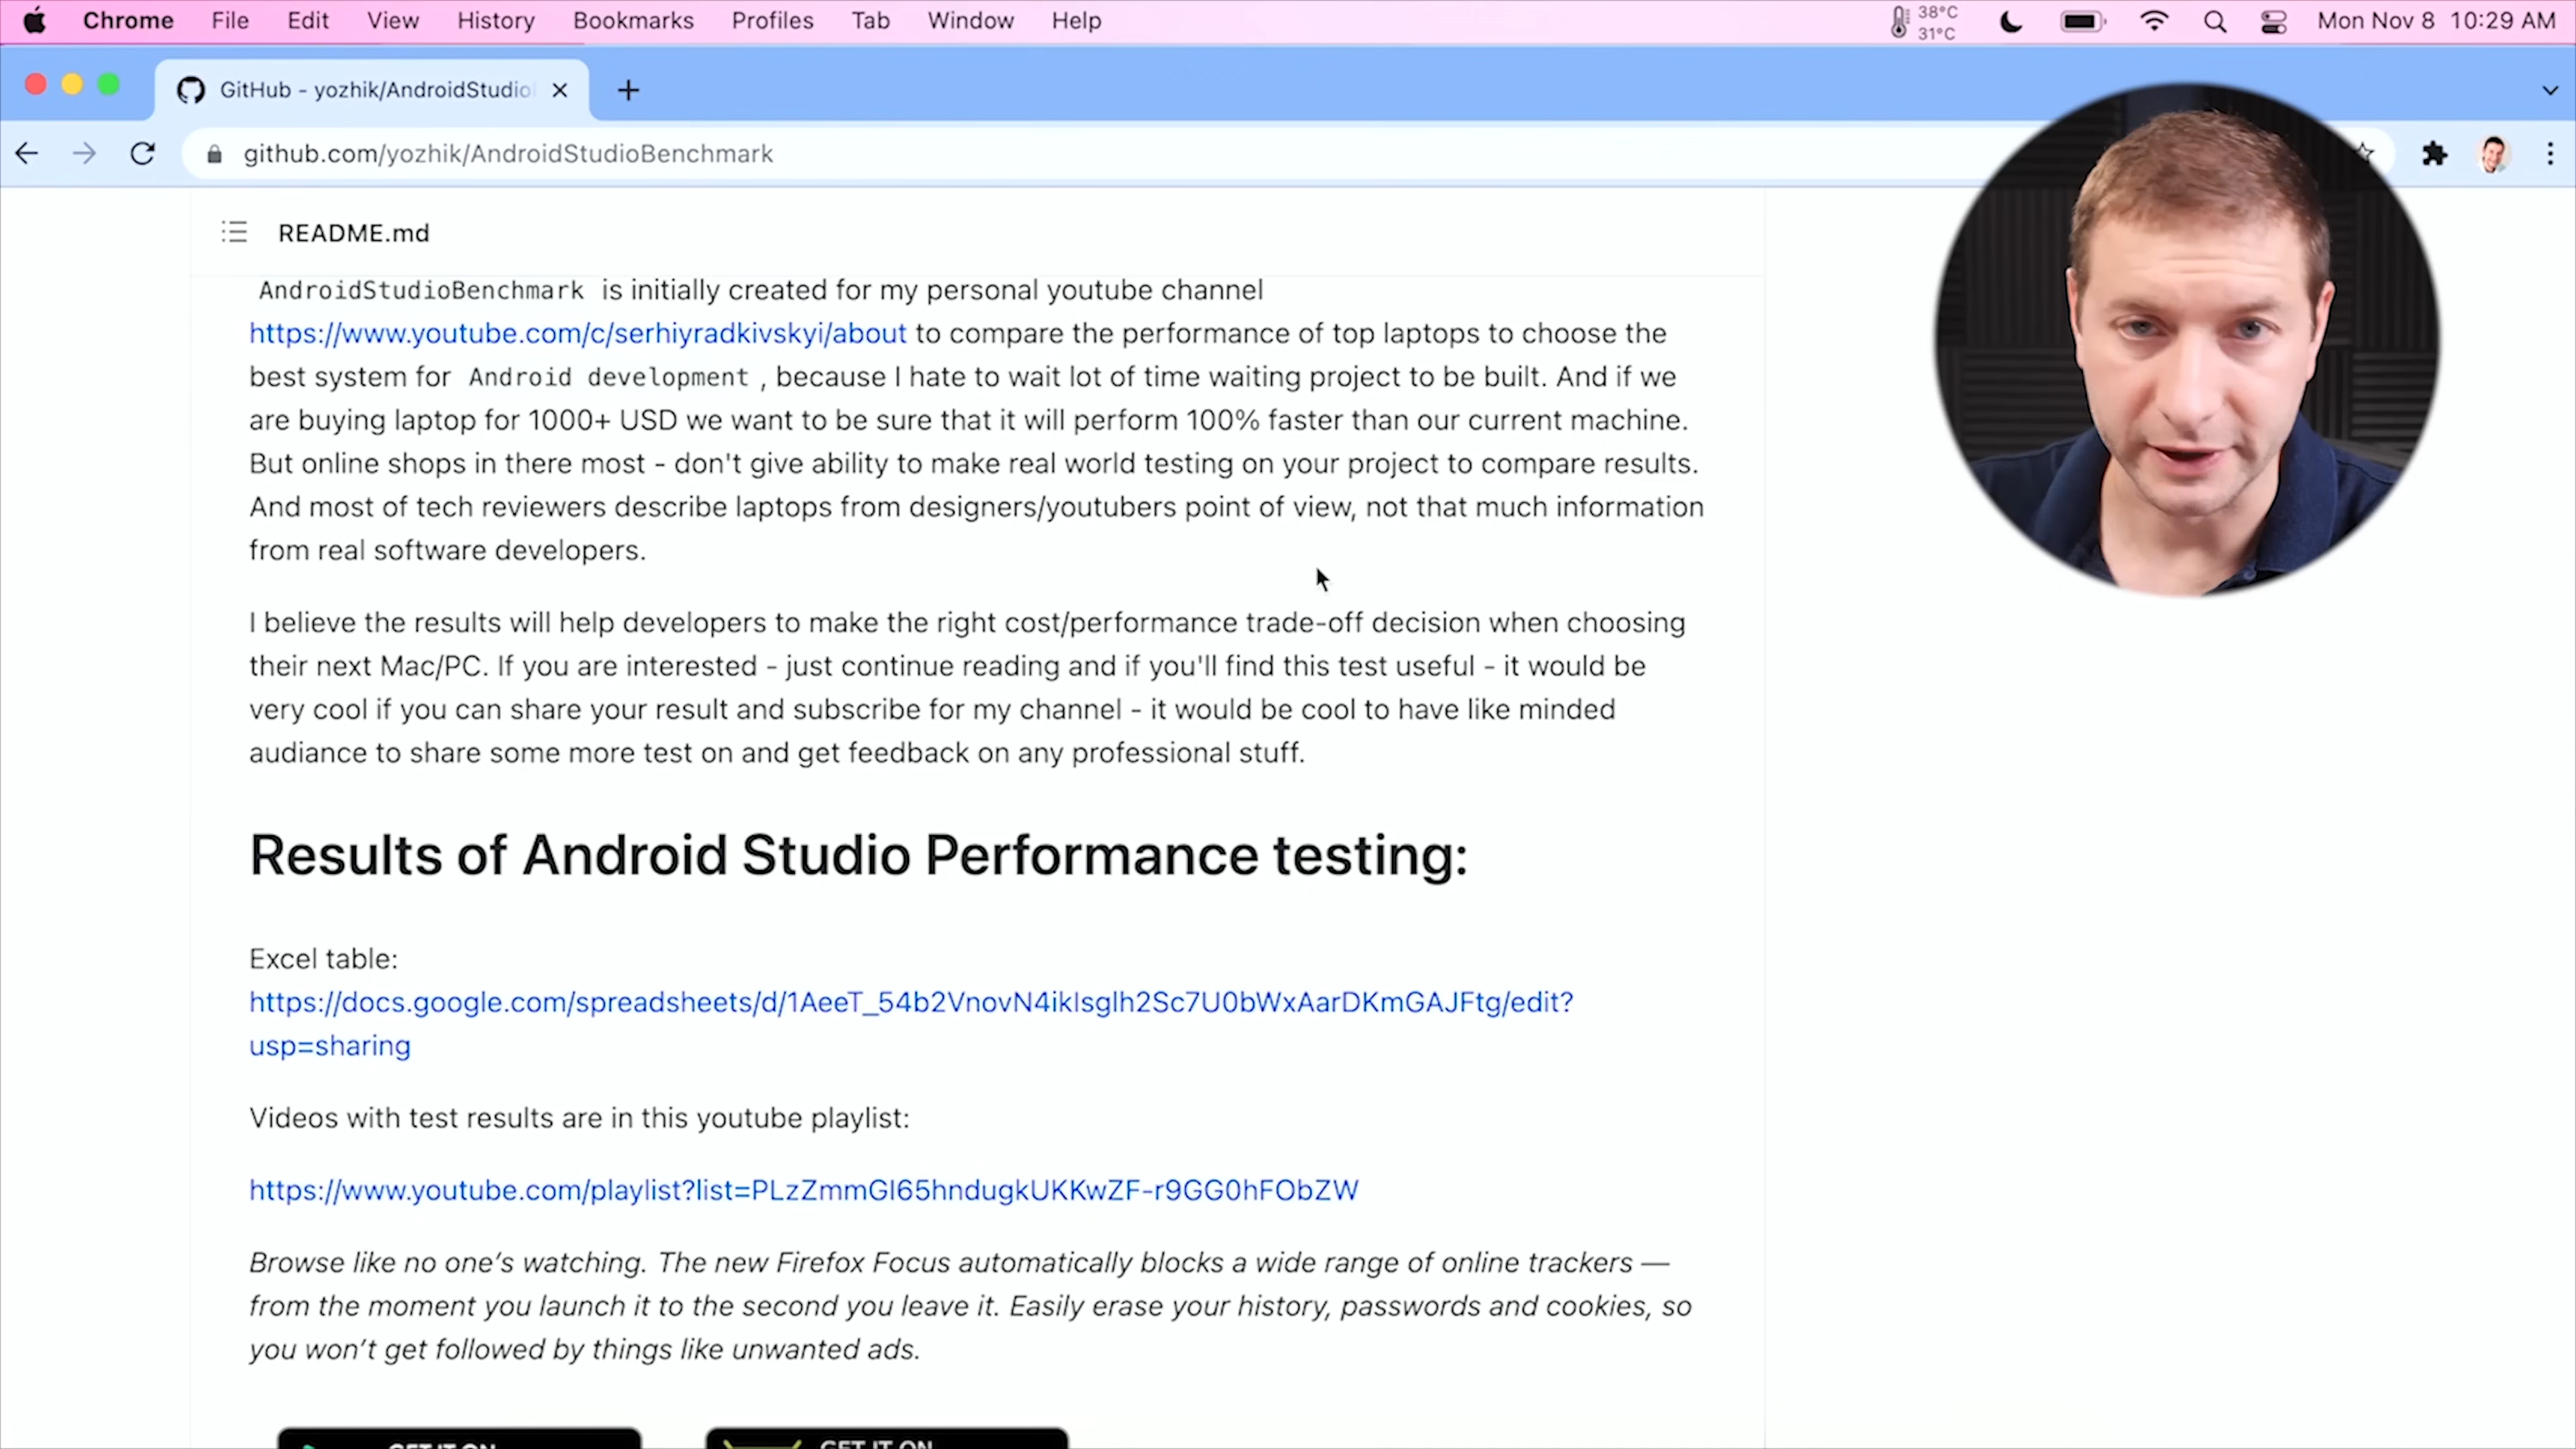 Chrome File Edit View History Bookmarks Profiles Tab Window Help 38°C 31°C Mon Nov 8 10:29 AM
GitHub - yozhik/AndroidStudio
github.com/yozhik/AndroidStudioBenchmark
README.md
AndroidStudioBenchmark is initially created for my personal youtube channel
https://www.youtube.com/c/serhiyradkivskyi/about to compare the performance of top laptops to choose the
best system for Android development , because I hate to wait lot of time waiting project to be built. And if we
are buying laptop for 1000+ USD we want to be sure that it will perform 100% faster than our current machine.
But online shops in there most - don't give ability to make real world testing on your project to compare results.
And most of tech reviewers describe laptops from designers/youtubers point of view, not that much information
from real software developers.
I believe the results will help developers to make the right cost/performance trade-off decision when choosing
their next Mac/PC. If you are interested - just continue reading and if you'll find this test useful - it would be
very cool if you can share your result and subscribe for my channel - it would be cool to have like minded
audiance to share some more test on and get feedback on any professional stuff.
Results of Android Studio Performance testing:
Excel table:
https://docs.google.com/spreadsheets/d/1AeeT_54b2VnovN4ikIsglh2Sc7U0bWxAarDKmGAJFtg/edit?
usp=sharing
Videos with test results are in this youtube playlist:
https://www.youtube.com/playlist?list=PLzZmmGI65hndugkUKKwZF-r9GG0hFObZW
Browse like no one’s watching. The new Firefox Focus automatically blocks a wide range of online trackers —
from the moment you launch it to the second you leave it. Easily erase your history, passwords and cookies, so
you won’t get followed by things like unwanted ads.
GET IT ON GET IT ON